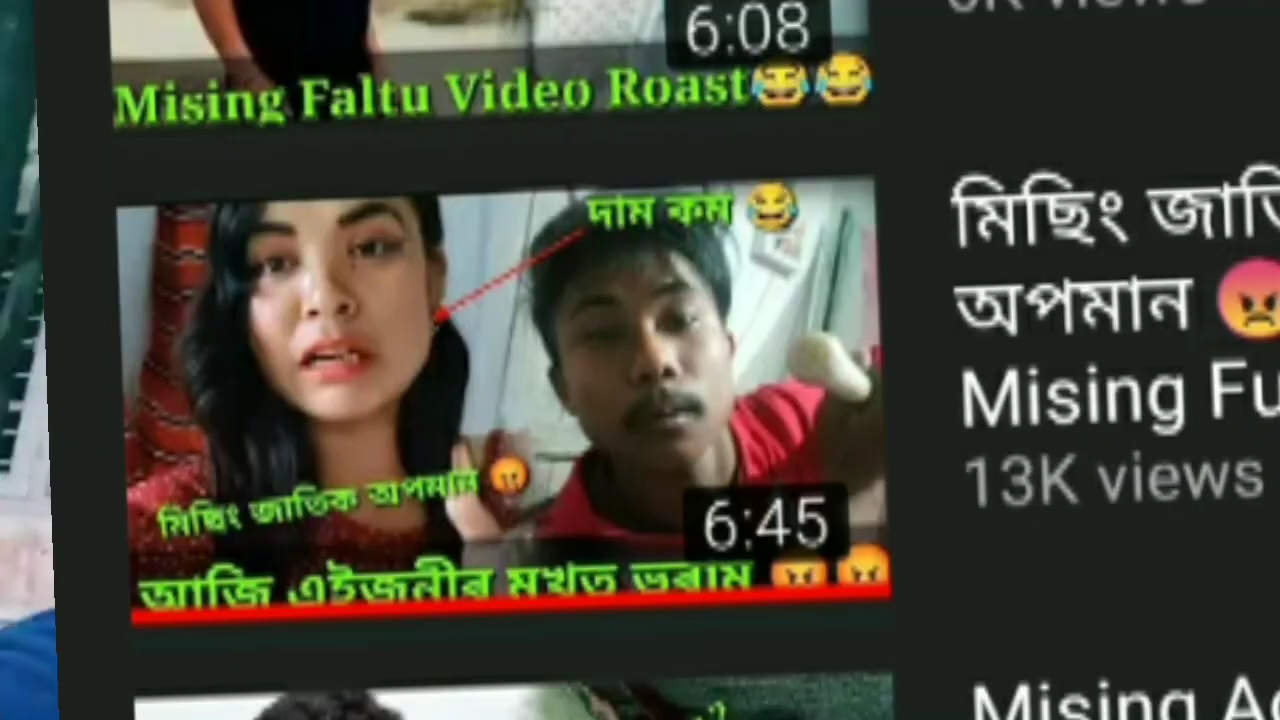 6:08
Mising Faltu Video Roast😂😂
দাম কম 😂
মিছিং জাতিক অপমান 😡
6:45
আজি এইজনীৰ মুখত ভৰাম 😡 😡
মিছিং জাতি
অপমান 😡
Mising Fu
13K views
Mising